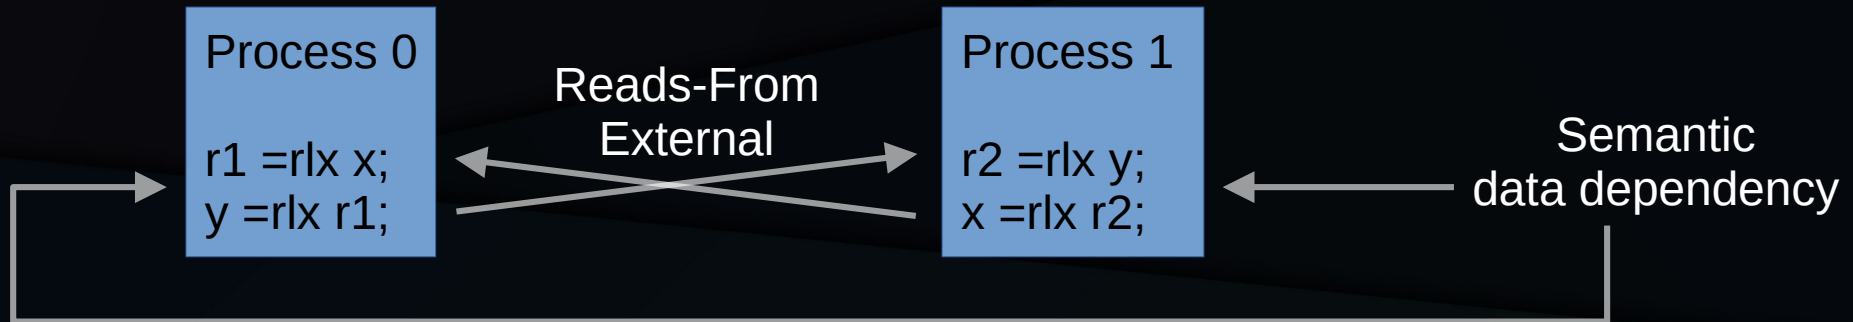 Process 0
r1 =rlx x;
y =rlx r1;
Reads-From
External
Process 1
r2 =rlx y;
x =rlx r2;
Semantic
data dependency